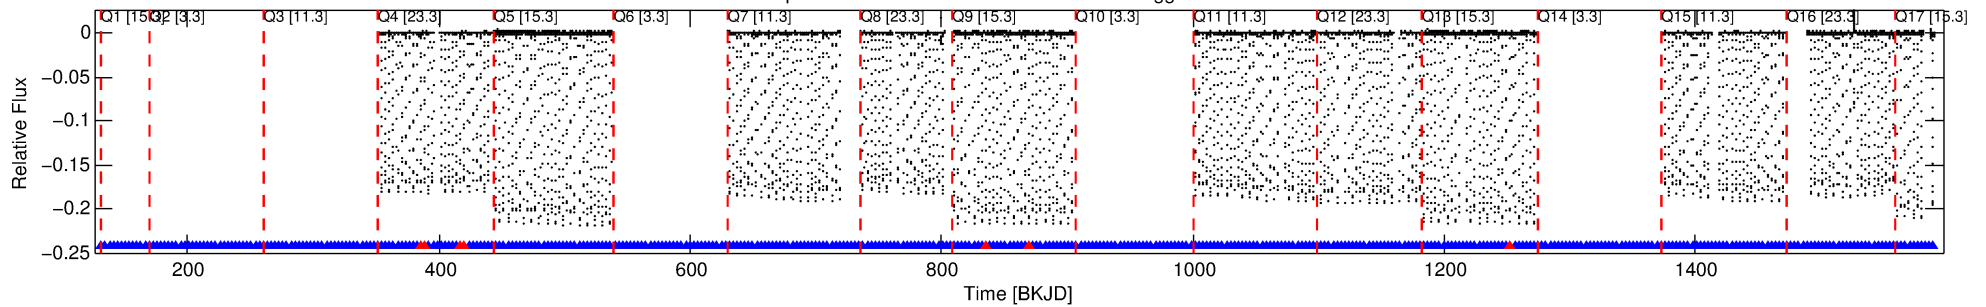 Q1 [15.3] Q2 [3.3] Q3 [11.3] Q4 [23.3] Q5 [15.3] Q6 [3.3] Q7 [11.3] Q8 [23.3] Q9 [15.3] Q10 [3.3] Q11 [11.3] Q12 [23.3] Q13 [15.3] Q14 [3.3] Q15 [11.3] Q16 [23.3] Q17 [15.3]
0
−0.05
−0.1
−0.15
−0.2
−0.25
Relative Flux
200 400 600 800 1000 1200 1400
Time [BKJD]